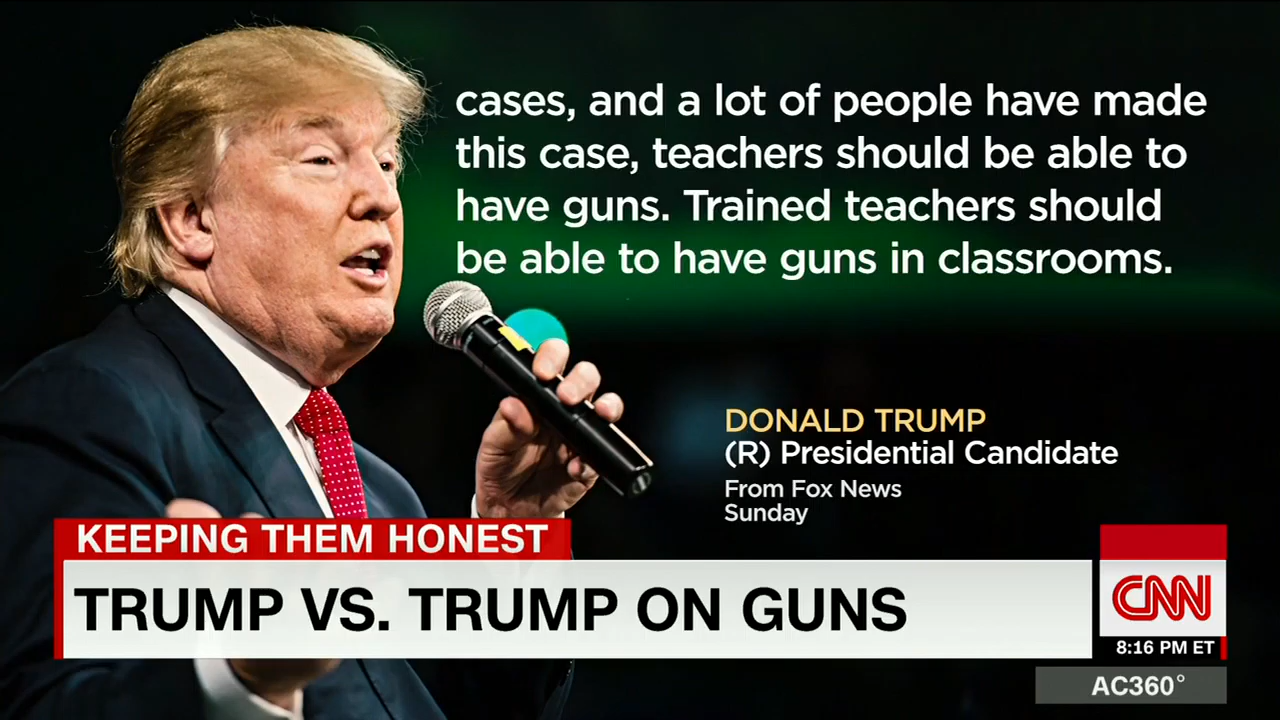 cases, and a lot of people have made
this case, teachers should be able to
have guns. Trained teachers should
be able to have guns in classrooms.
DONALD TRUMP
(R) Presidential Candidate
From Fox News
Sunday
KEEPING THEM HONEST
TRUMP VS. TRUMP ON GUNS
CNN
8:16 PM ET
AC360°